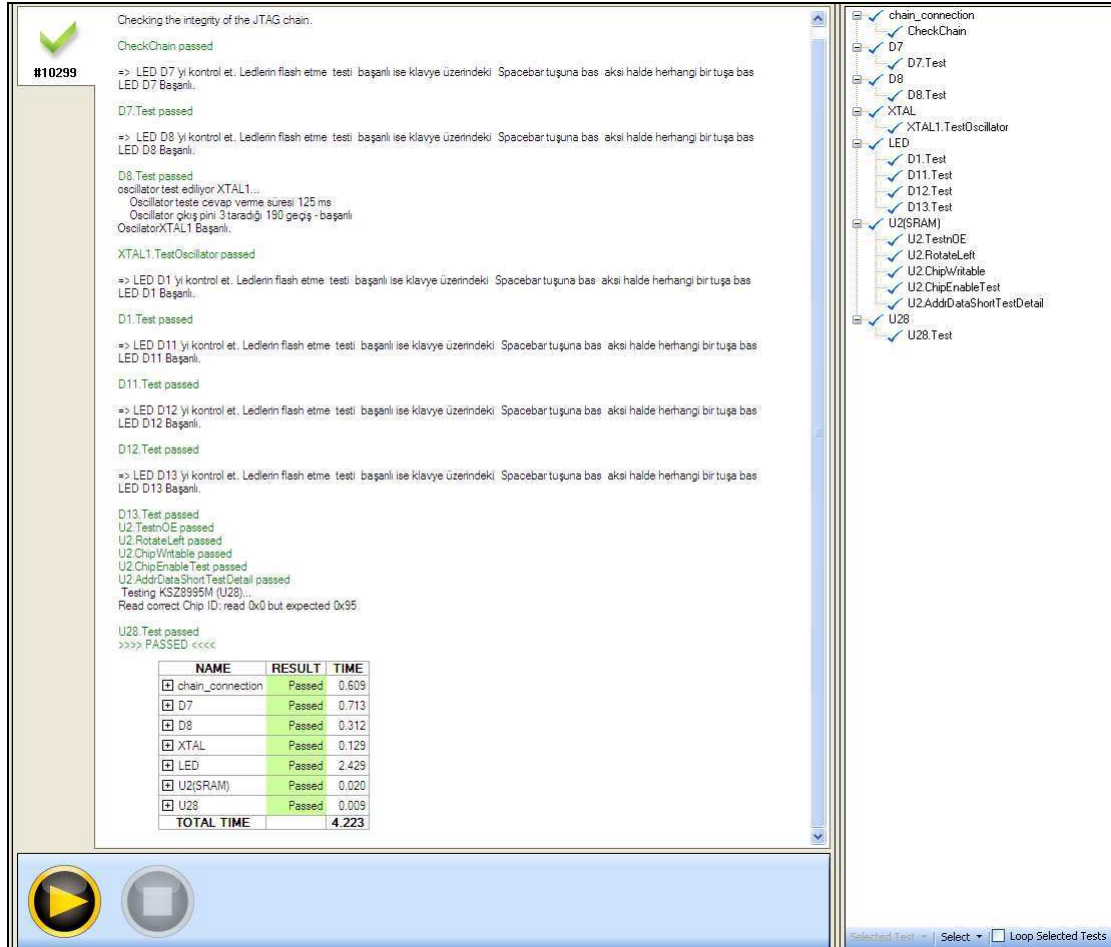 Checking the integrity of the JTAG chain.
CheckChain passed
#10299
=> LED D7 'yi kontrol et. Ledlerin flash etme testi başarılı ise klavye üzerindeki Spacebar tuşuna bas aksi halde herhangi bir tuşa bas
LED D7 Başarılı.
D7.Test passed
=> LED D8 'yi kontrol et. Ledlerin flash etme testi başarılı ise klavye üzerindeki Spacebar tuşuna bas aksi halde herhangi bir tuşa bas
LED D8 Başarılı.
D8.Test passed
oscillator test ediliyor XTAL1...
Oscillator teste cevap verme süresi 125 ms
Oscillator çıkış pini 3 taradığı 190 geçiş - başarılı
OscilatorXTAL1 Başarılı.
XTAL1.TestOscillator passed
=> LED D1 'yi kontrol et. Ledlerin flash etme testi başarılı ise klavye üzerindeki Spacebar tuşuna bas aksi halde herhangi bir tuşa bas
LED D1 Başarılı.
D1.Test passed
=> LED D11 'yi kontrol et. Ledlerin flash etme testi başarılı ise klavye üzerindeki Spacebar tuşuna bas aksi halde herhangi bir tuşa bas
LED D11 Başarılı.
D11.Test passed
=> LED D12 'yi kontrol et. Ledlerin flash etme testi başarılı ise klavye üzerindeki Spacebar tuşuna bas aksi halde herhangi bir tuşa bas
LED D12 Başarılı.
D12.Test passed
=> LED D13 'yi kontrol et. Ledlerin flash etme testi başarılı ise klavye üzerindeki Spacebar tuşuna bas aksi halde herhangi bir tuşa bas
LED D13 Başarılı.
D13.Test passed
U2.TestnOE passed
U2.RotateLeft passed
U2.ChipWritable passed
U2.ChipEnableTest passed
U2.AddrDataShortTestDetail passed
Testing KSZ8995M (U28)...
Read correct Chip ID: read 0x0 but expected 0x95
U28.Test passed
>>>> PASSED <<<<
NAME RESULT TIME
chain_connection Passed 0.609
D7 Passed 0.713
D8 Passed 0.312
XTAL Passed 0.129
LED Passed 2.429
U2(SRAM) Passed 0.020
U28 Passed 0.009
TOTAL TIME 4.223
chain_connection
CheckChain
D7
D7.Test
D8
D8.Test
XTAL
XTAL1.TestOscillator
LED
D1.Test
D11.Test
D12.Test
D13.Test
U2(SRAM)
U2.TestnOE
U2.RotateLeft
U2.ChipWritable
U2.ChipEnableTest
U2.AddrDataShortTestDetail
U28
U28.Test
Selected Test Select Loop Selected Tests